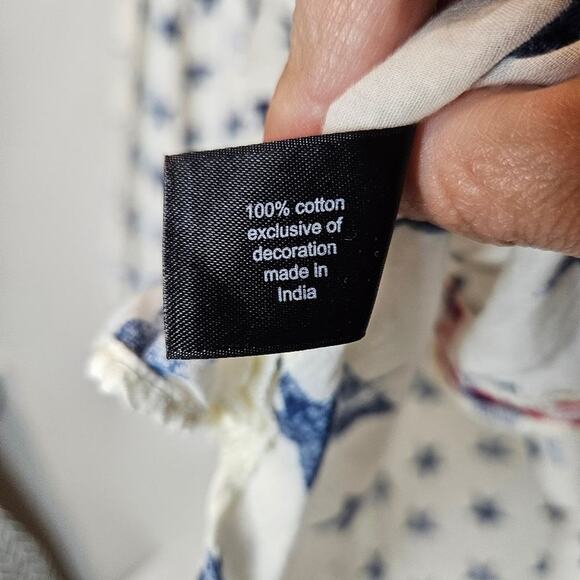 100% cotton
exclusive of
decoration
made in
India